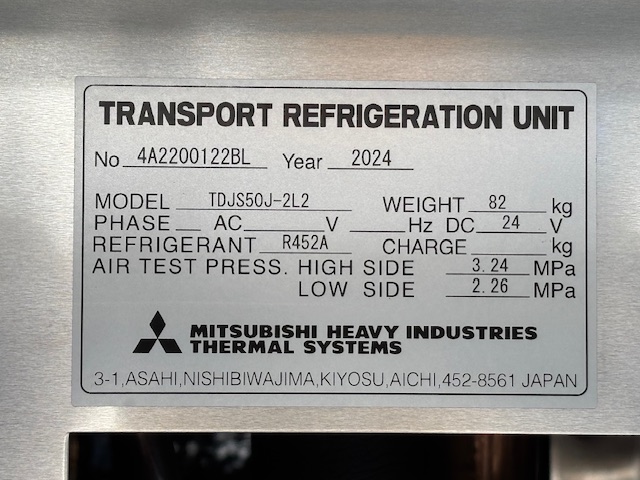 TRANSPORT REFRIGERATION UNIT
No 4A2200122BL Year 2024
MODEL TDJS50J-2L2 WEIGHT 82 kg
PHASE AC V Hz DC 24 V
REFRIGERANT R452A CHARGE kg
AIR TEST PRESS. HIGH SIDE 3.24 MPa
LOW SIDE 2.26 MPa
MITSUBISHI HEAVY INDUSTRIES
THERMAL SYSTEMS
3-1,ASAHI,NISHIBIWAJIMA,KIYOSU,AICHI,452-8561 JAPAN